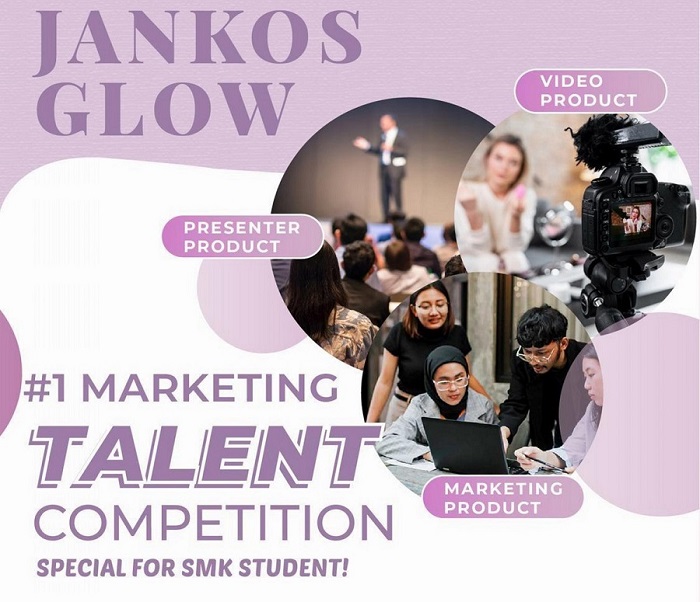 JANKOS
GLOW
VIDEO
PRODUCT
PRESENTER
PRODUCT
#1 MARKETING
TALENT
COMPETITION
SPECIAL FOR SMK STUDENT!
MARKETING
PRODUCT